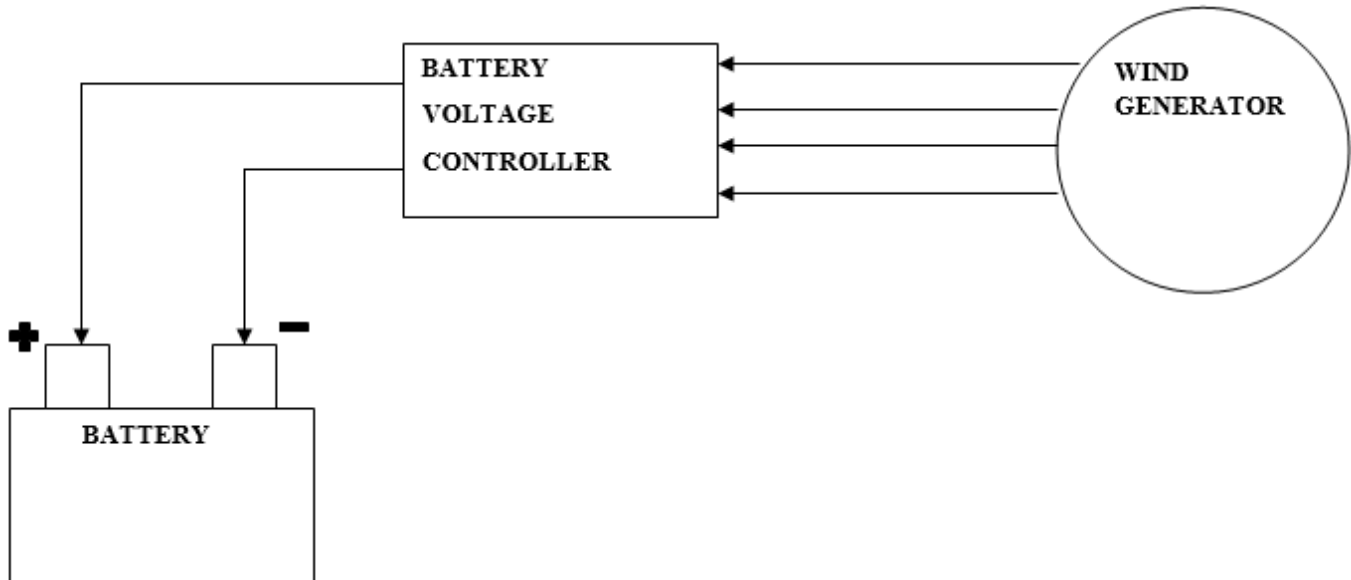 BATTERY
VOLTAGE
CONTROLLER
WIND
GENERATOR
+
-
BATTERY